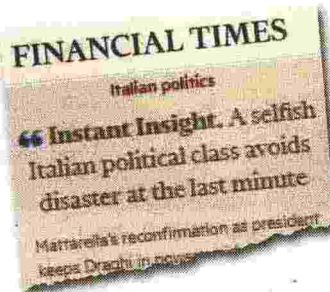 FINANCIAL TIMES
Italian politics
“ Instant Insight. A selfish
Italian political class avoids
disaster at the last minute
Mattarella's reconfirmation as president
keeps Draghi in power